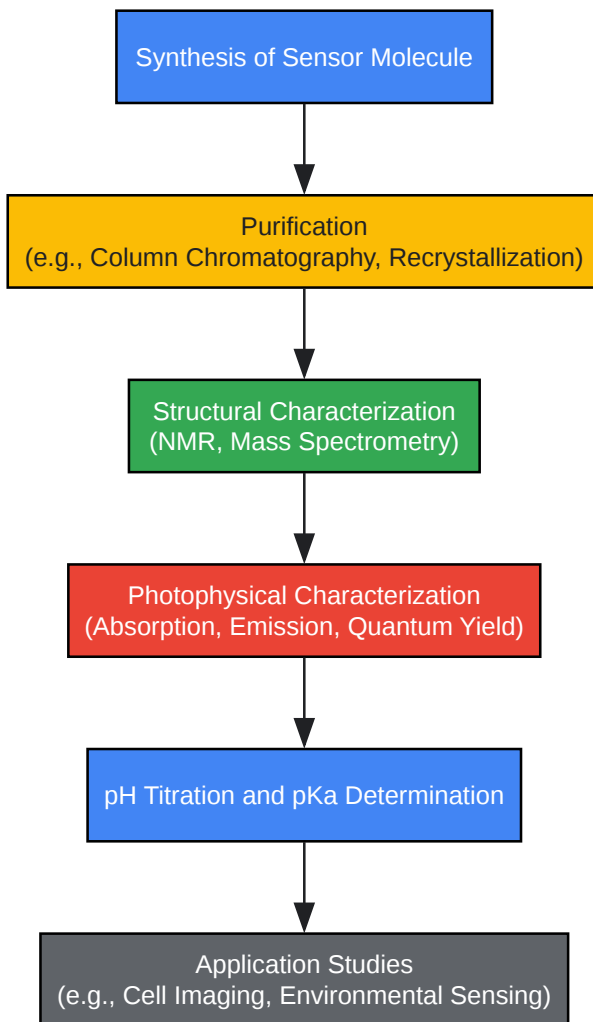 Synthesis of Sensor Molecule
Purification
(e.g., Column Chromatography, Recrystallization)
Structural Characterization
(NMR, Mass Spectrometry)
Photophysical Characterization
(Absorption, Emission, Quantum Yield)
pH Titration and pKa Determination
Application Studies
(e.g., Cell Imaging, Environmental Sensing)